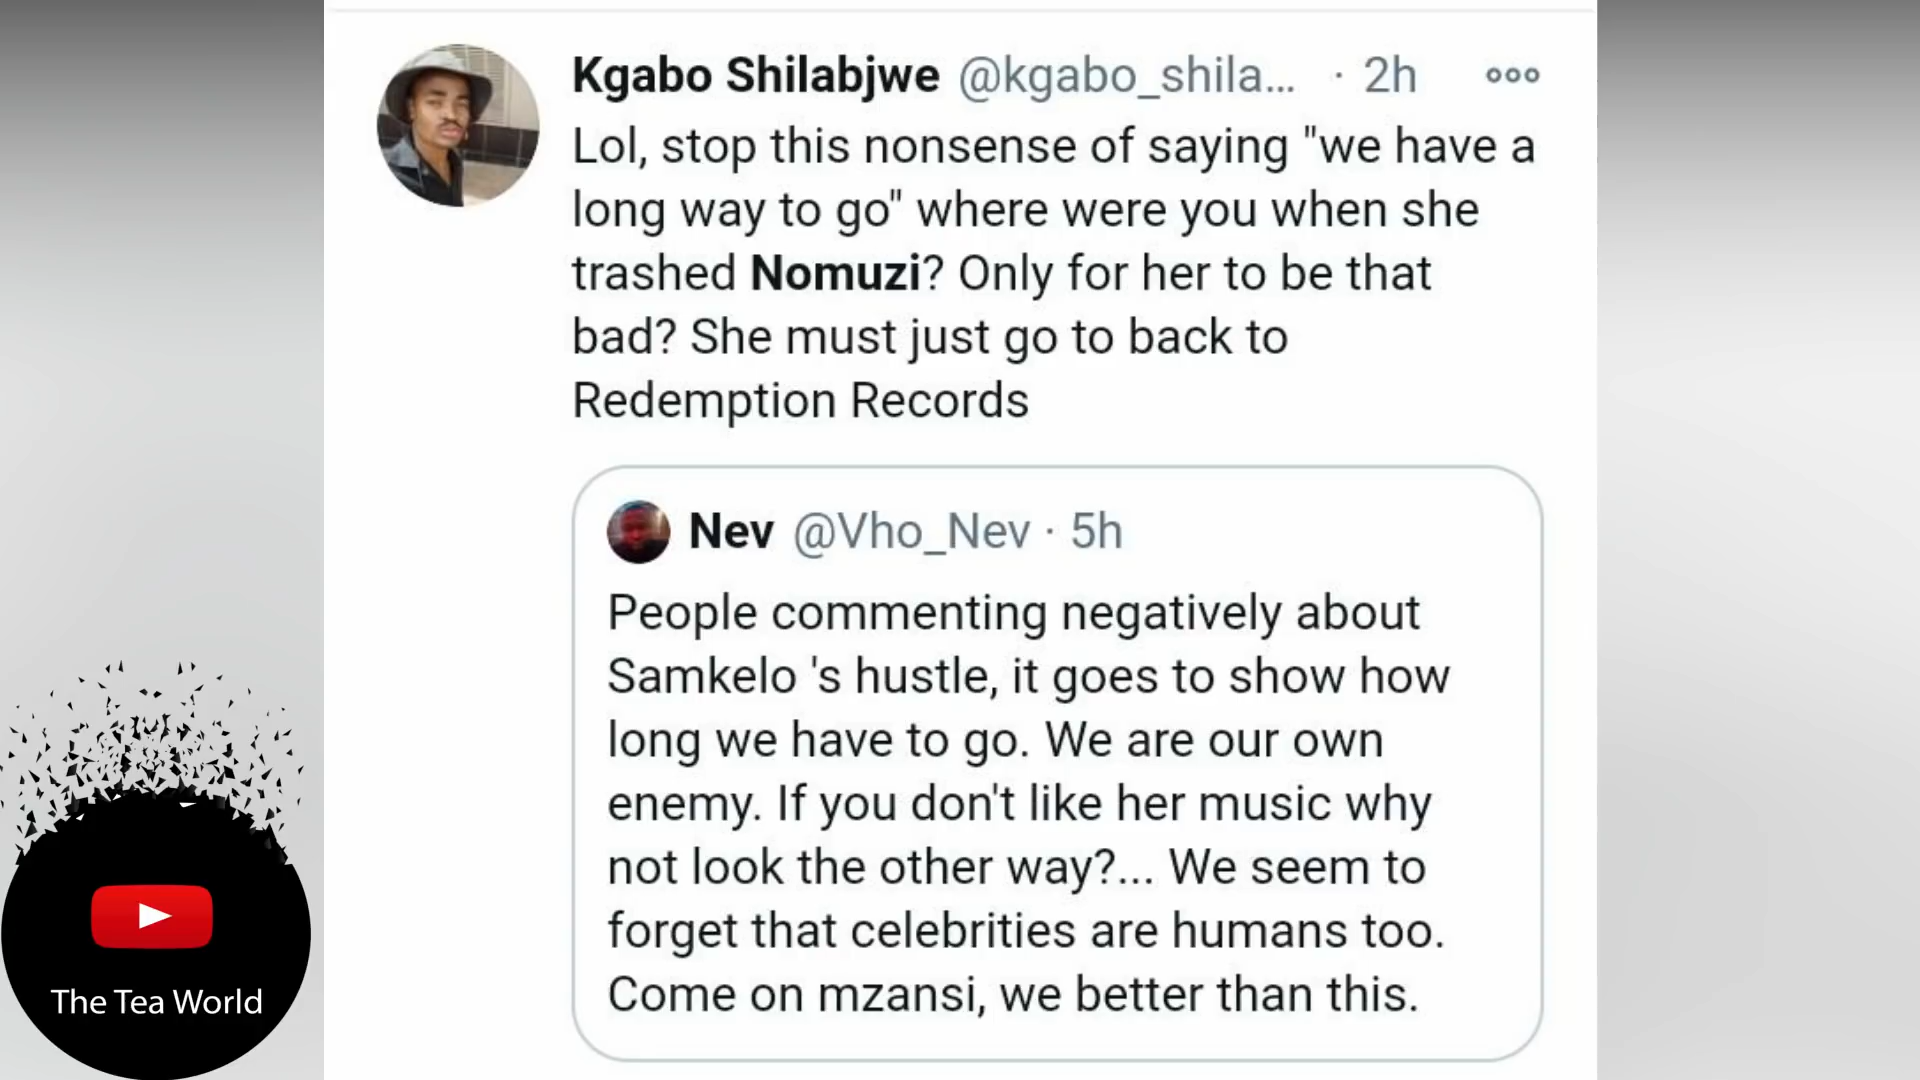 Kgabo Shilabjwe @kgabo_shila... · 2h
Lol, stop this nonsense of saying "we have a
long way to go" where were you when she
trashed Nomuzi? Only for her to be that
bad? She must just go to back to
Redemption Records
Nev @Vho_Nev · 5h
People commenting negatively about
Samkelo 's hustle, it goes to show how
long we have to go. We are our own
enemy. If you don't like her music why
not look the other way?... We seem to
forget that celebrities are humans too.
Come on mzansi, we better than this.
The Tea World